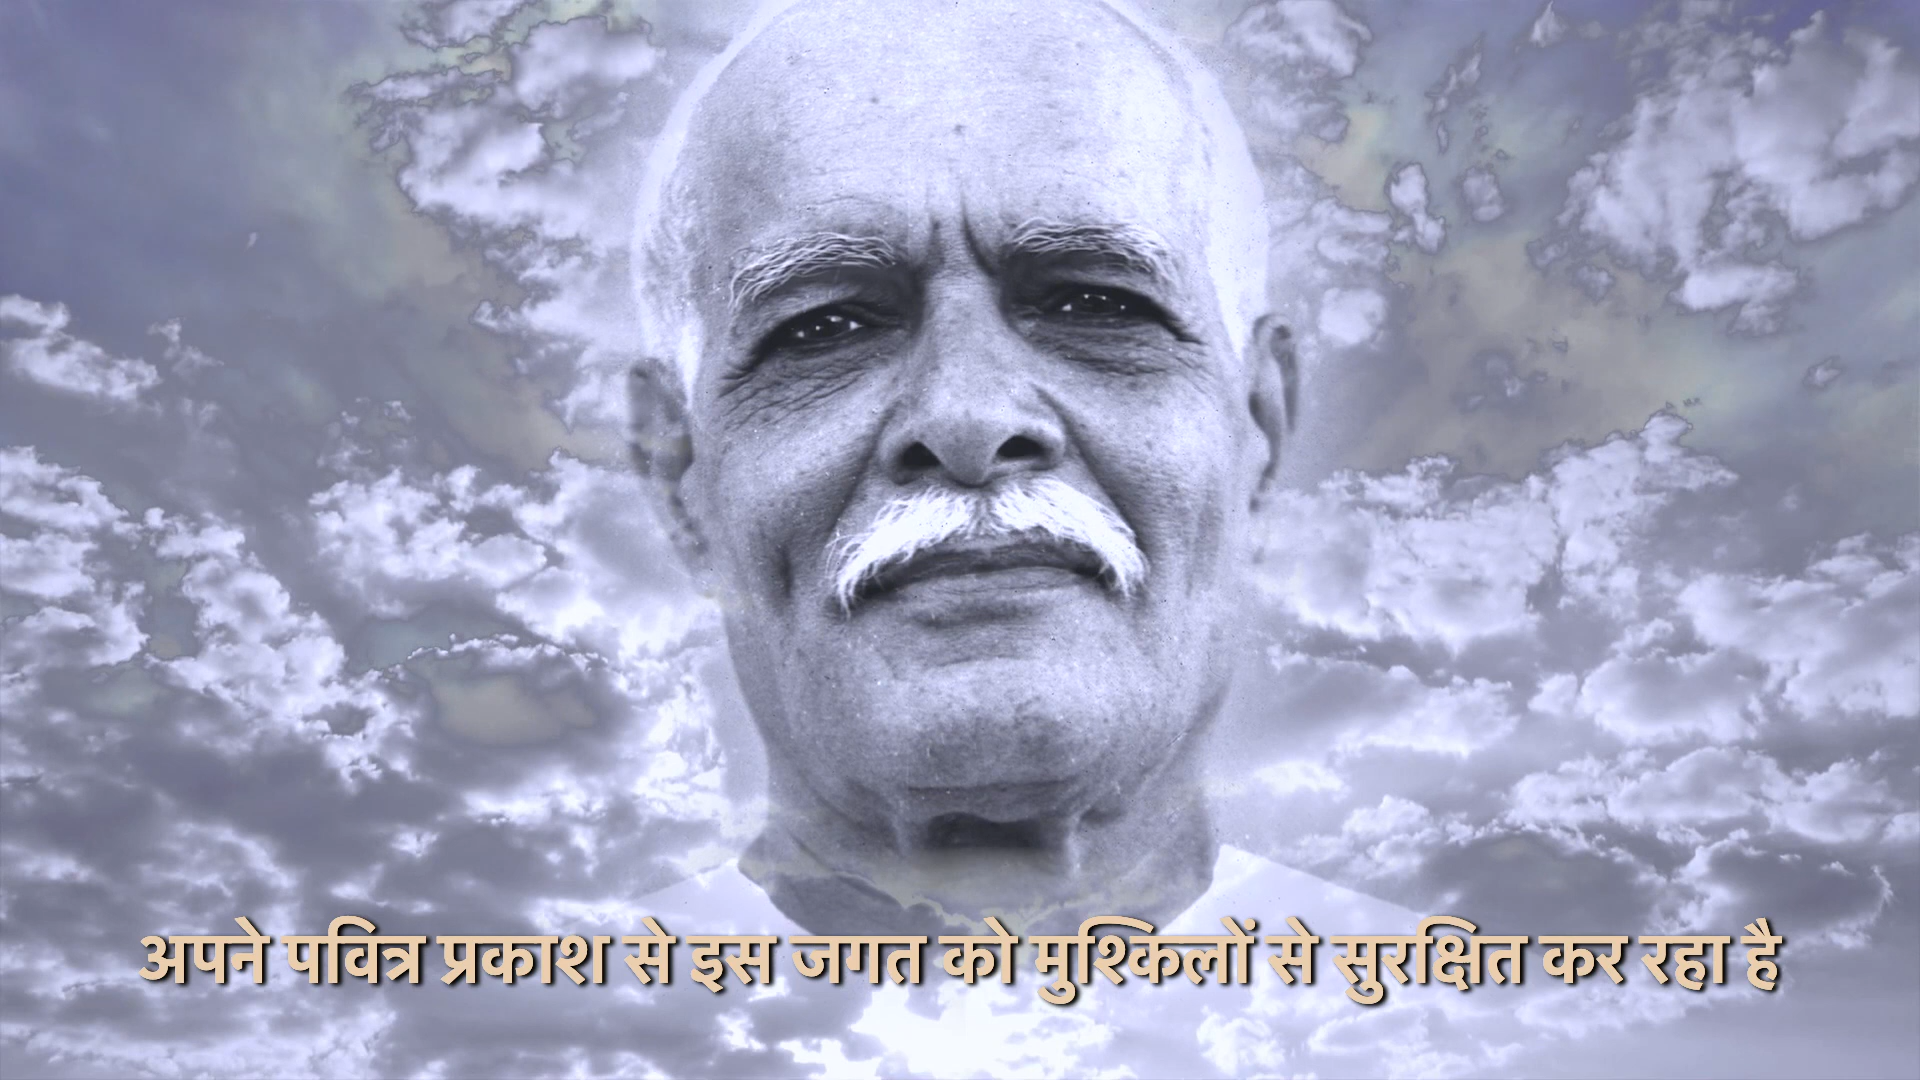 अपने पवित्र प्रकाश से इस जगत को मुश्किलों से सुरक्षित कर रहा है